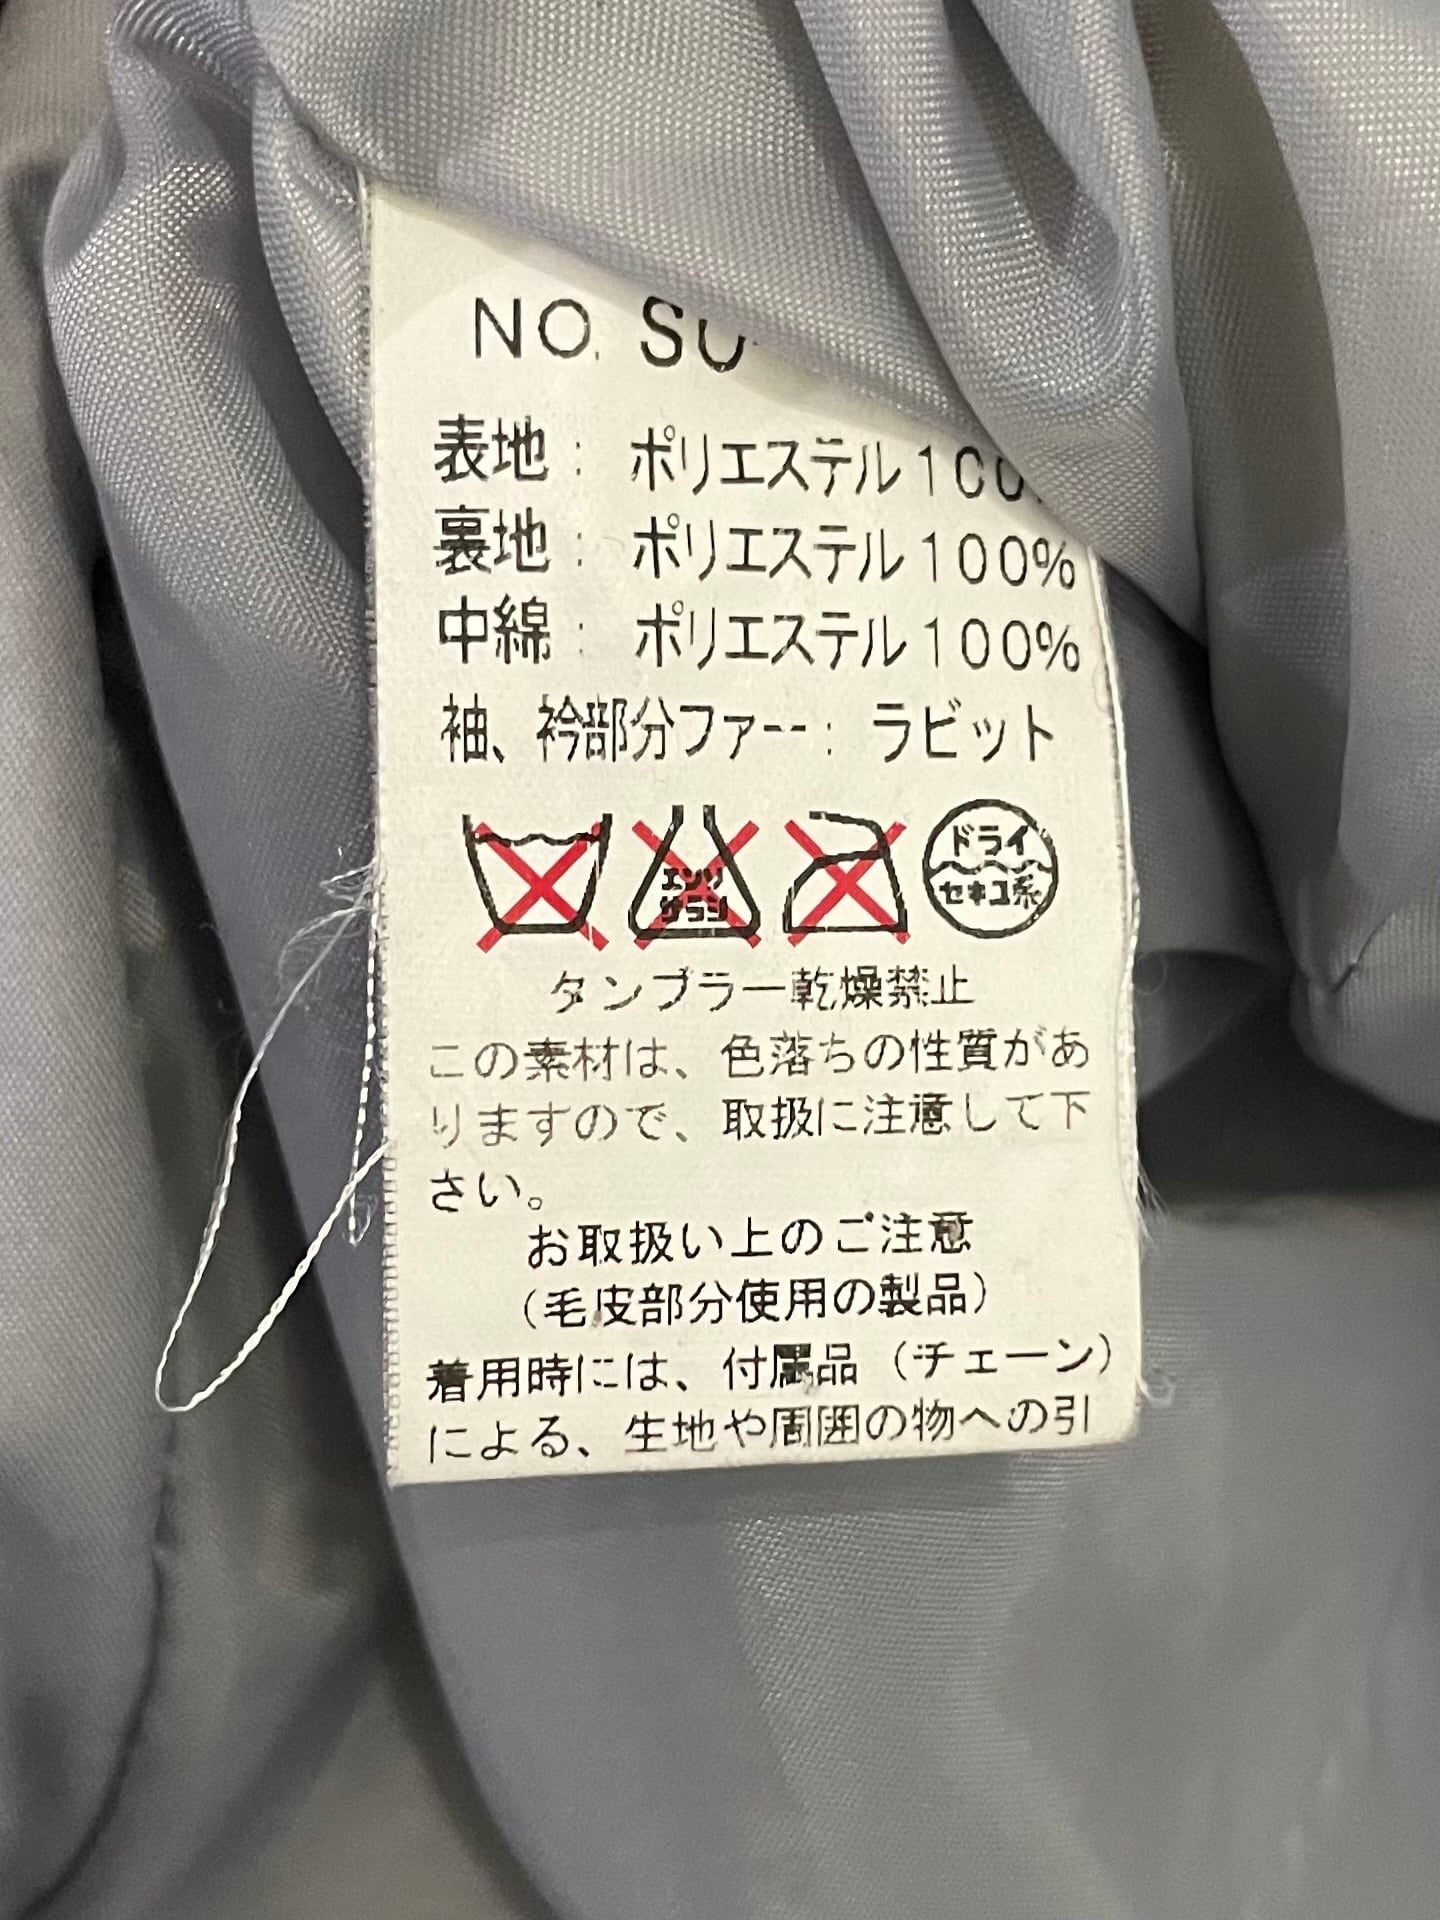 NO. SU
表地: ポリエステル100
裏地: ポリエステル100%
中綿: ポリエステル100%
袖、衿部分ファー: ラビット
エンソ
サラシ
ドライ
セキユ系
タンブラー乾燥禁止
この素材は、色落ちの性質があ
りますので、取扱に注意して下
さい。
お取扱い上のご注意
(毛皮部分使用の製品)
着用時には、付属品（チェーン）
による、生地や周囲の物への引